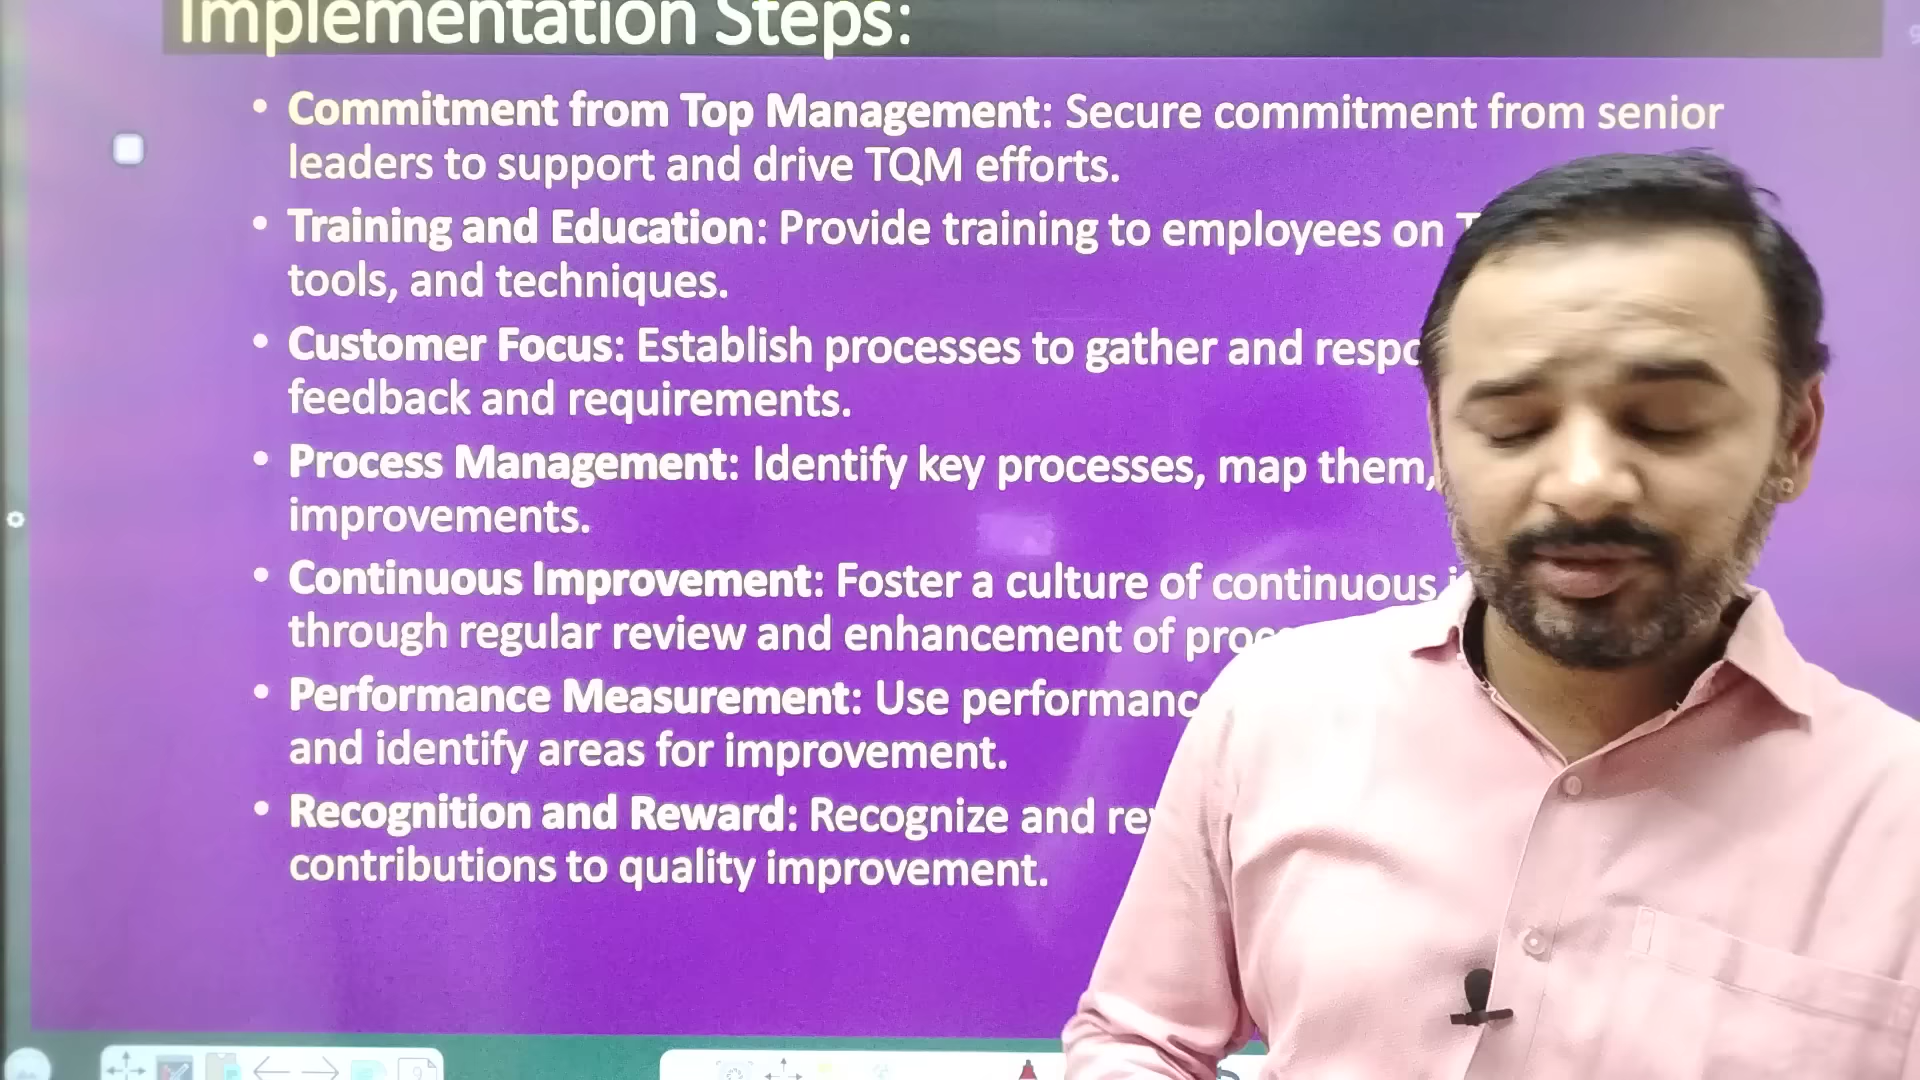 Implementation Steps:
• Commitment from Top Management: Secure commitment from senior
leaders to support and drive TQM efforts.
• Training and Education: Provide training to employees on
tools, and techniques.
• Customer Focus: Establish processes to gather and
feedback and requirements.
• Process Management: Identify key processes, map them,
improvements.
• Continuous Improvement: Foster a culture of continuous
through regular review and enhancement of
• Performance Measurement: Use
and identify areas for improvement.
• Recognition and Reward: Recognize and
contributions to quality improvement.